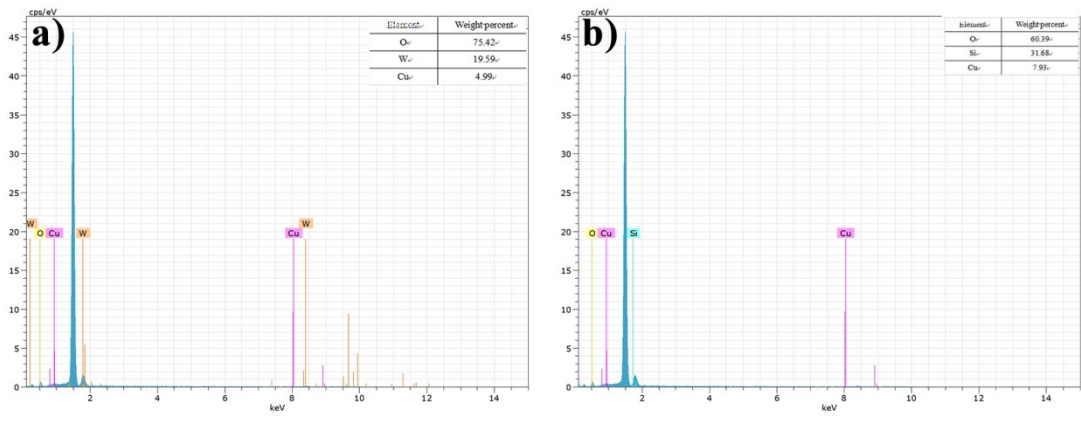 a)
cps/eV
Element Weight percent
O 75.42
W 19.59
Cu 4.99
45
40
35
30
25
20
15
10
5
0
W O Cu W Cu W
2 4 6 8 10 12 14
keV
b)
cps/eV
Element Weight percent
O 60.39
Si 31.68
Cu 7.93
45
40
35
30
25
20
15
10
5
0
O Cu Si Cu
2 4 6 8 10 12 14
keV